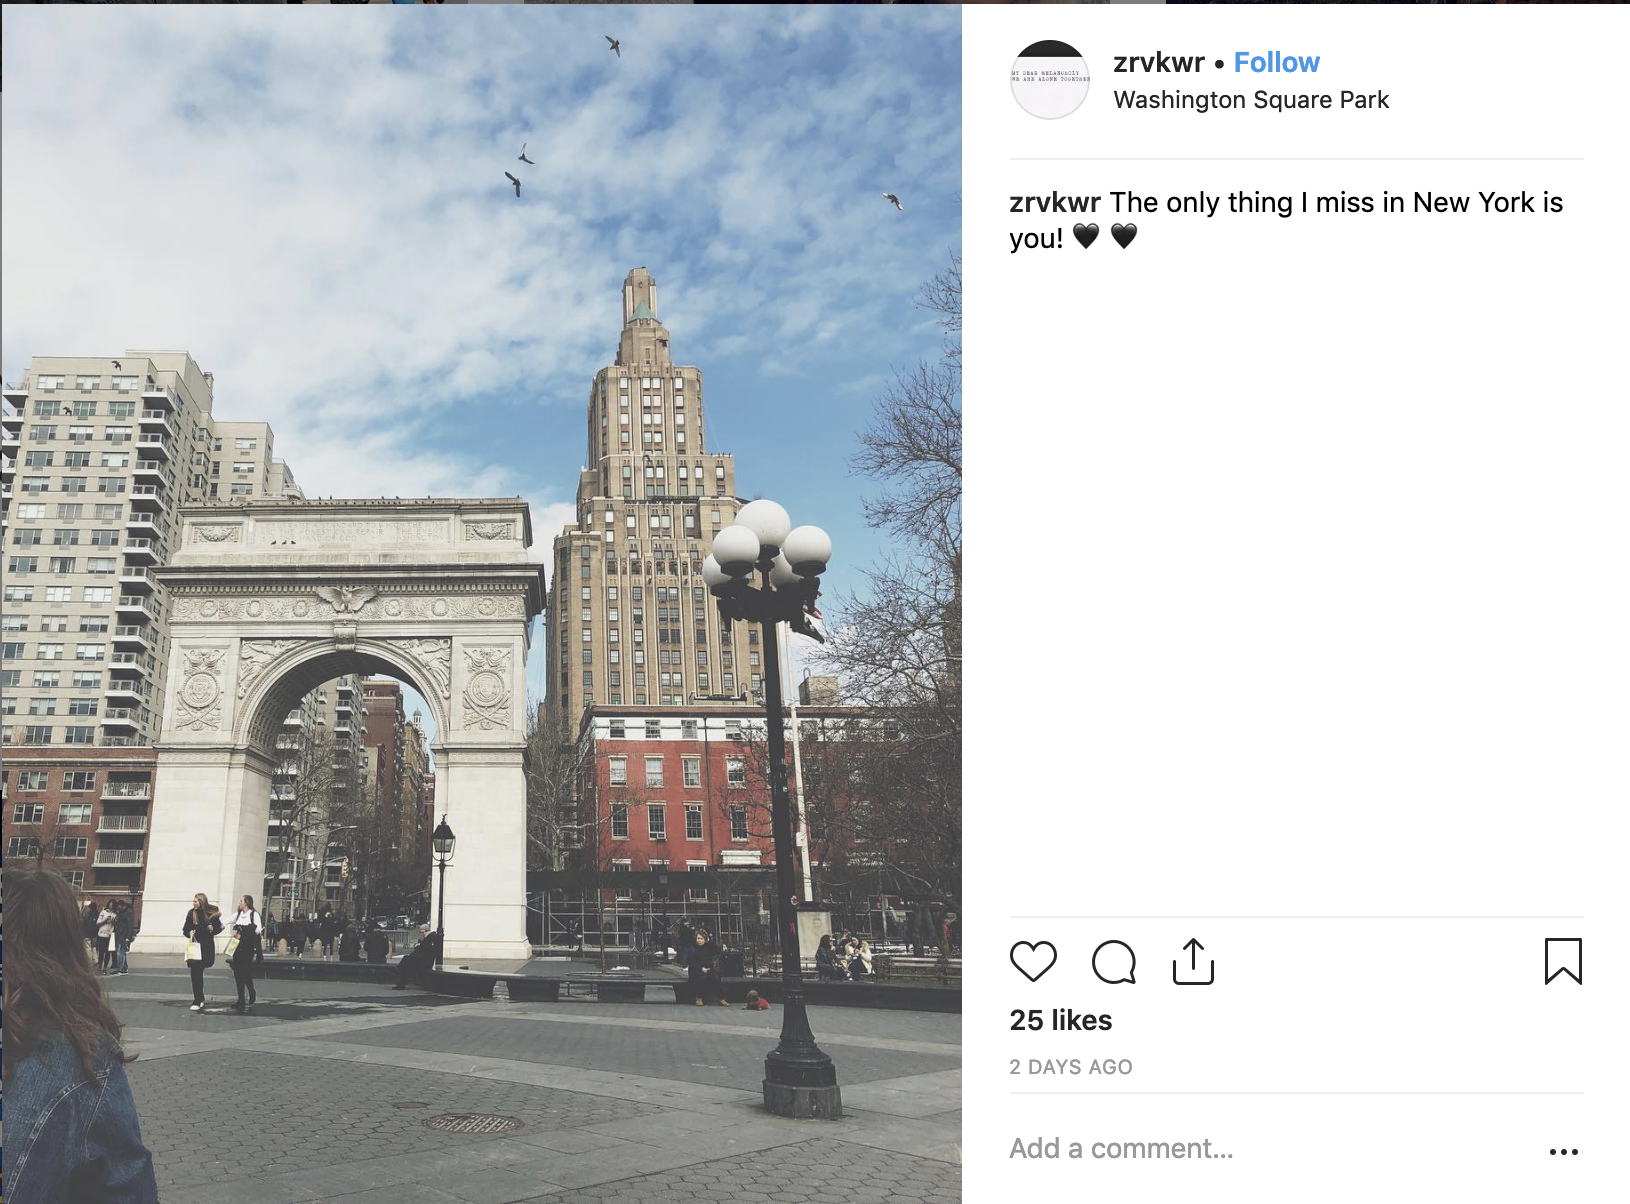 MY DEAR MELANCHOLY
WE ARE ALONE TOGETHER
zrvkwr • Follow
Washington Square Park
zrvkwr The only thing I miss in New York is
you! 🖤 🖤
25 likes
2 DAYS AGO
Add a comment...